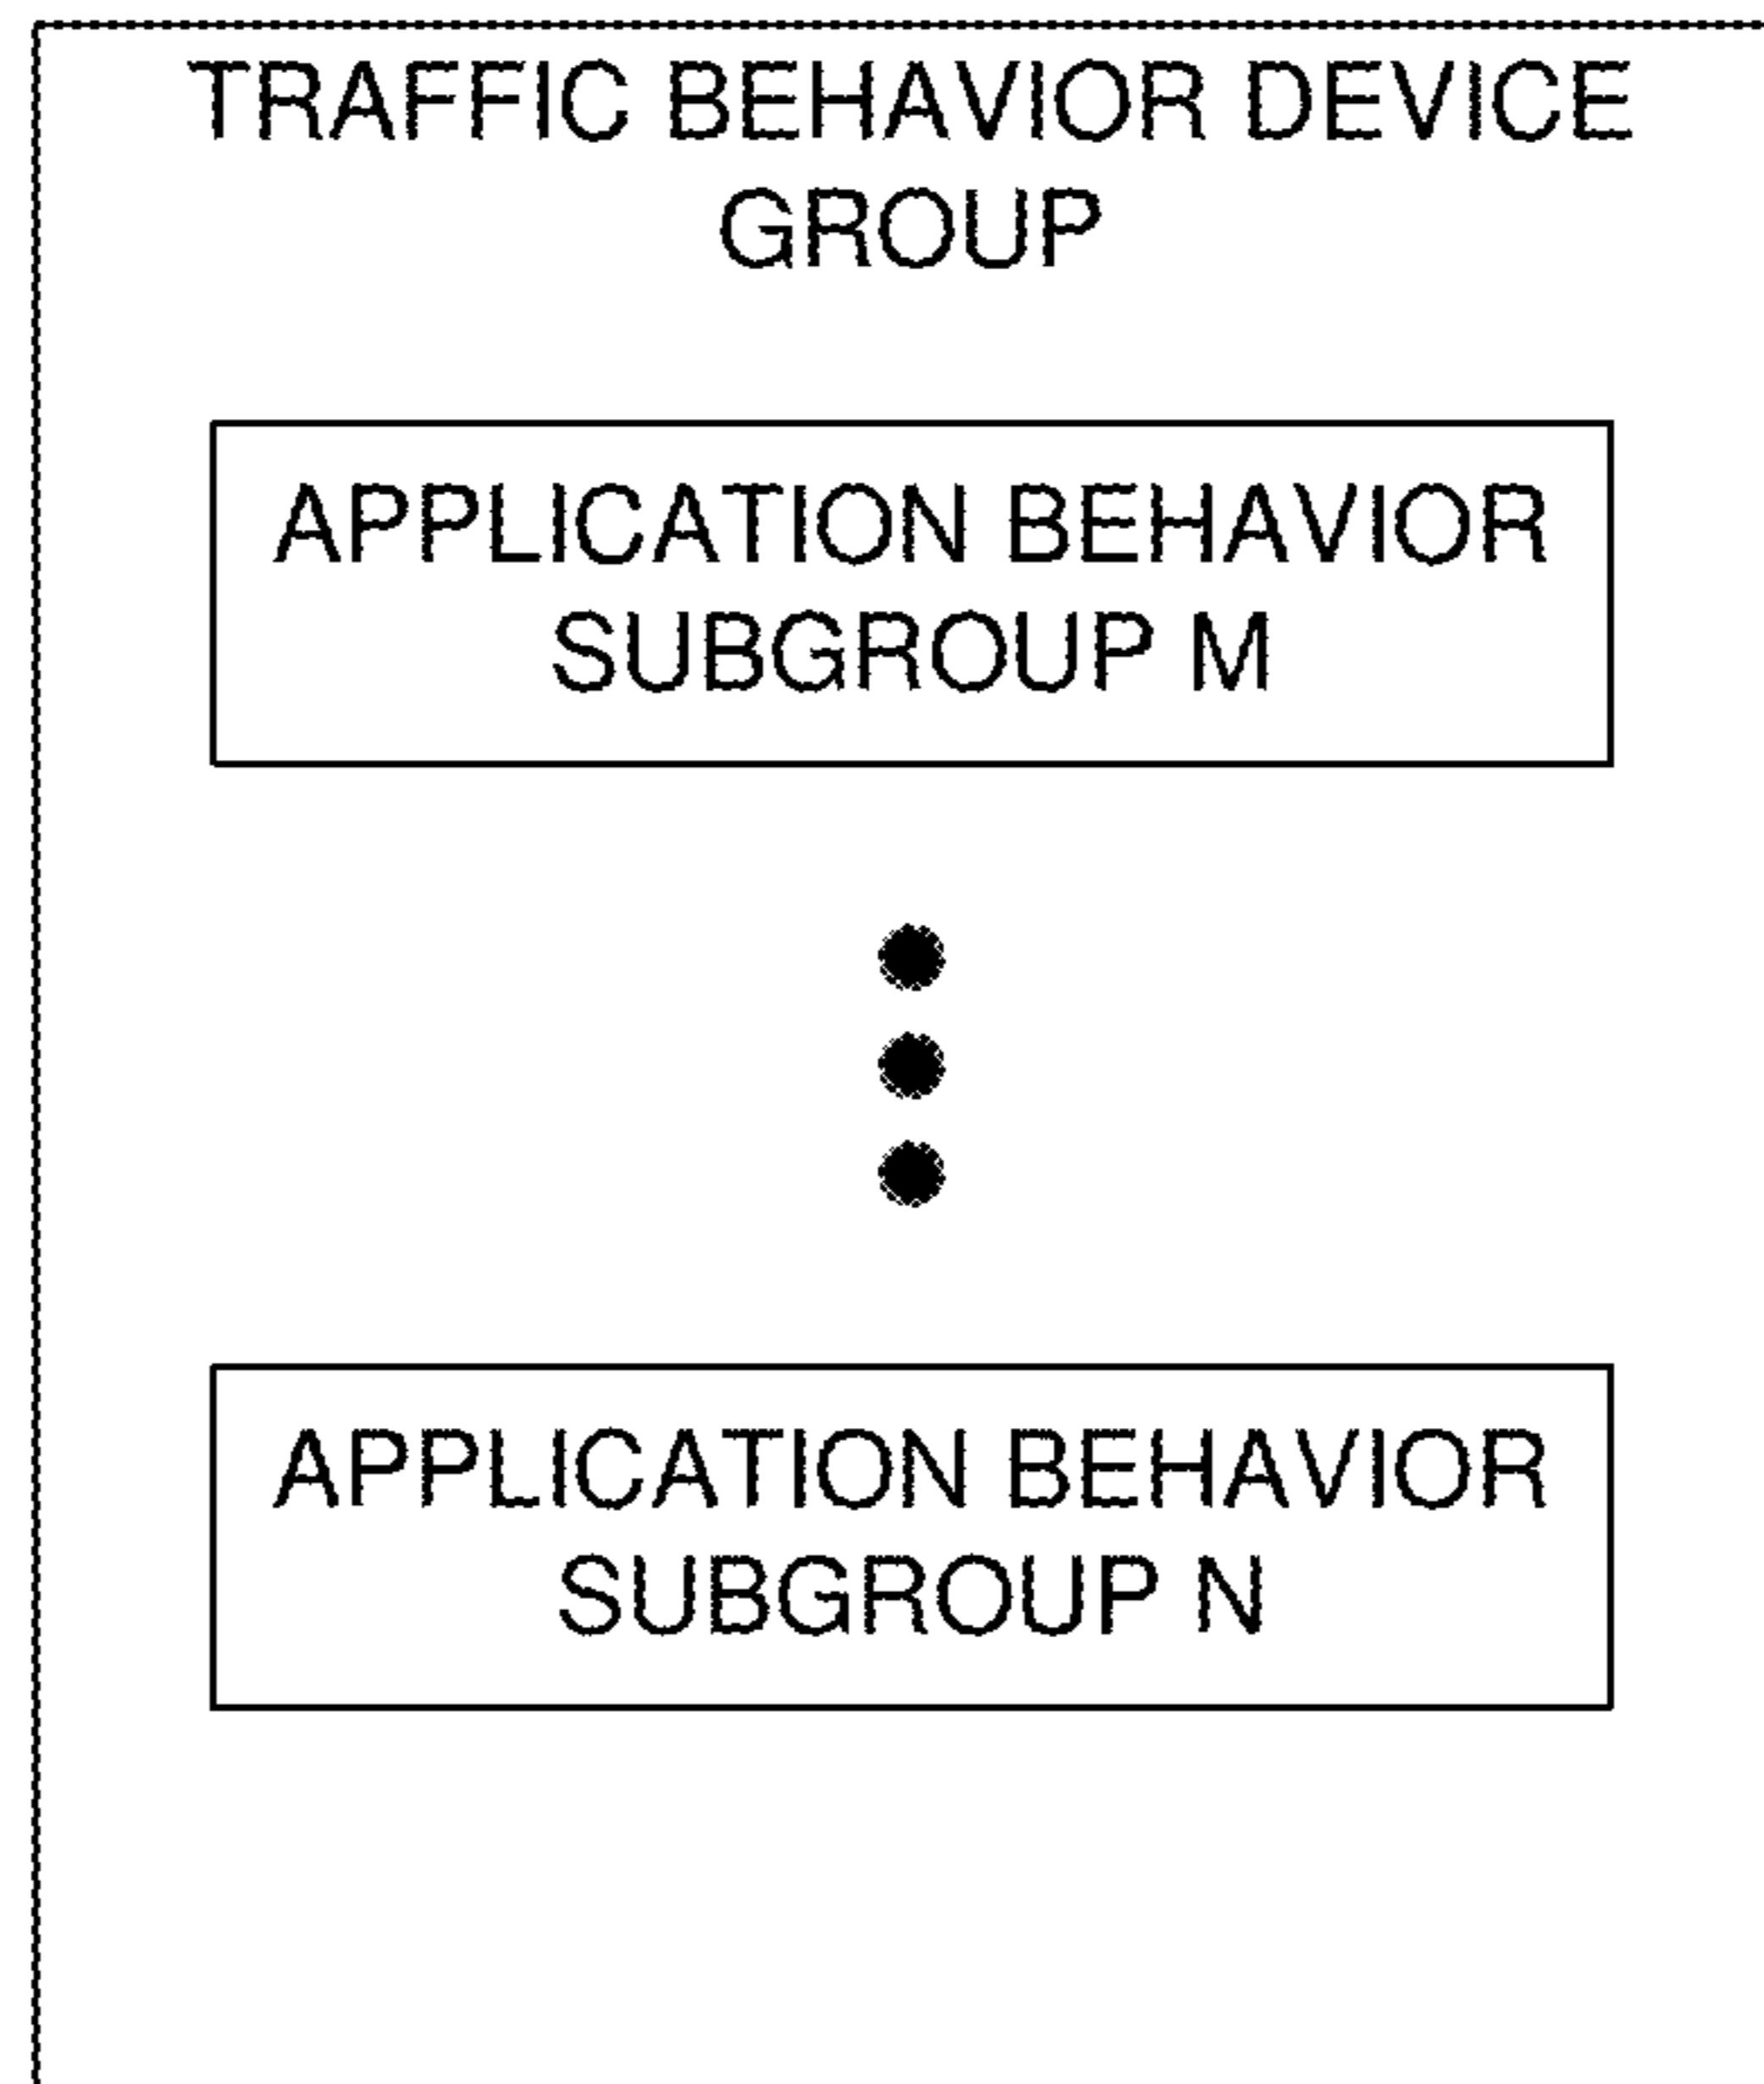 TRAFFIC BEHAVIOR DEVICE
GROUP
APPLICATION BEHAVIOR
SUBGROUP M
APPLICATION BEHAVIOR
SUBGROUP N